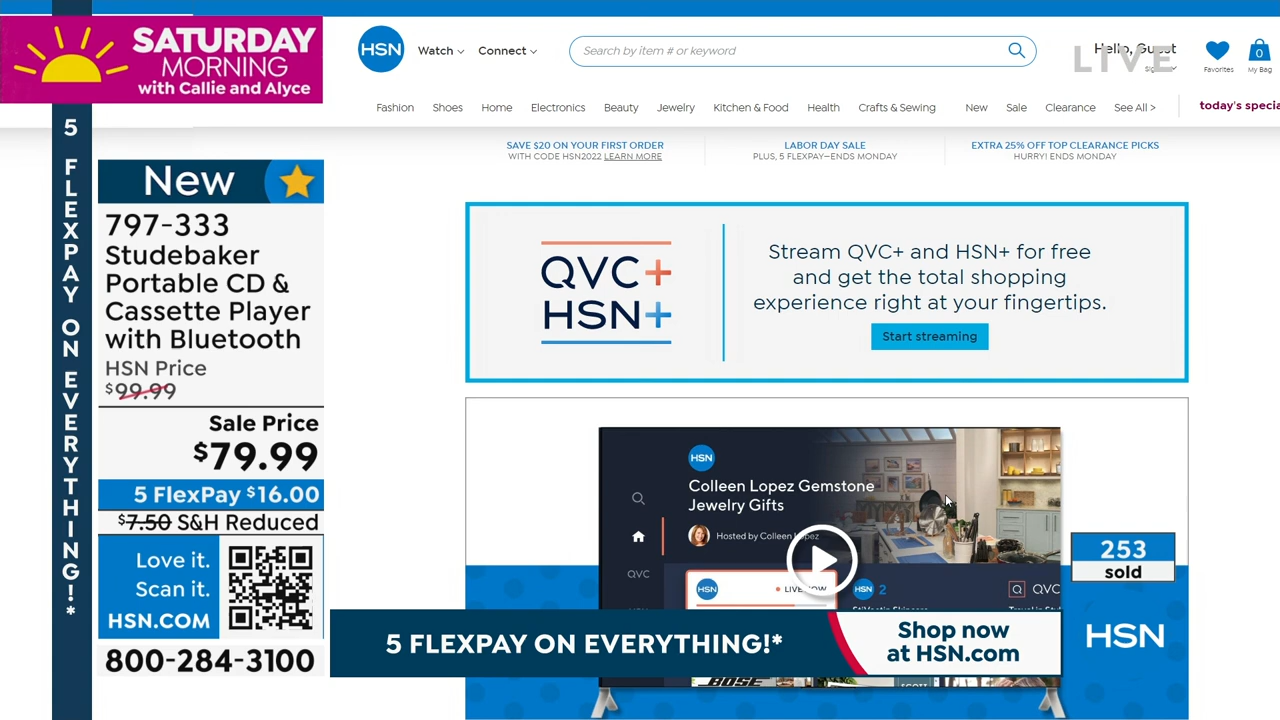 SATURDAY
MORNING
with Callie and Alyce
5 FLEXPAY ON EVERYTHING!*
New
797-333
Studebaker
Portable CD &
Cassette Player
with Bluetooth
HSN Price
$99.99
Sale Price
$79.99
5 FlexPay $16.00
$7.50 S&H Reduced
Love it.
Scan it.
HSN.COM
800-284-3100
HSN
Watch
Connect
Search by item # or keyword
Hello, Guest
LIVE
Favorites
0
My Bag
Fashion Shoes Home Electronics Beauty Jewelry Kitchen & Food Health Crafts & Sewing New Sale Clearance See All >
today's specia
SAVE $20 ON YOUR FIRST ORDER
WITH CODE HSN2022 LEARN MORE
LABOR DAY SALE
PLUS, 5 FLEXPAY—ENDS MONDAY
EXTRA 25% OFF TOP CLEARANCE PICKS
HURRY! ENDS MONDAY
QVC+
HSN+
Stream QVC+ and HSN+ for free
and get the total shopping
experience right at your fingertips.
Start streaming
HSN
Colleen Lopez Gemstone
Jewelry Gifts
Hosted by Colleen Lopez
QVC
HSN
LIVE NOW
HSN 2
QVC
253
sold
HSN
5 FLEXPAY ON EVERYTHING!*
Shop now
at HSN.com
BOSE